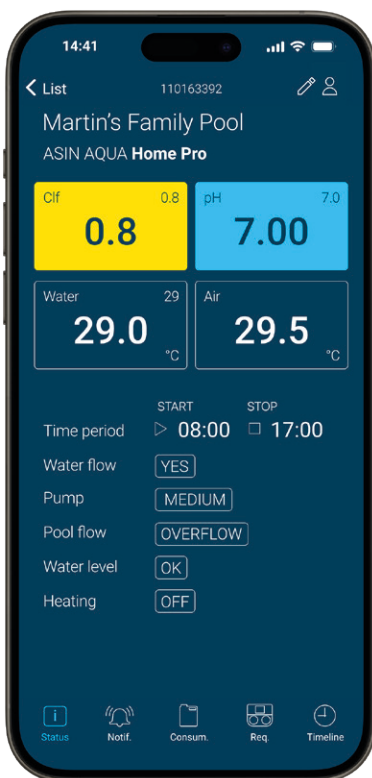 14:41
List 110163392
Martin's Family Pool
ASIN AQUA Home Pro
Clf 0.8 pH 7.0
0.8 7.00
Water 29 Air
29.0 °C 29.5 °C
START STOP
Time period 08:00 17:00
Water flow YES
Pump MEDIUM
Pool flow OVERFLOW
Water level OK
Heating OFF
Status Notif. Consum. Req. Timeline